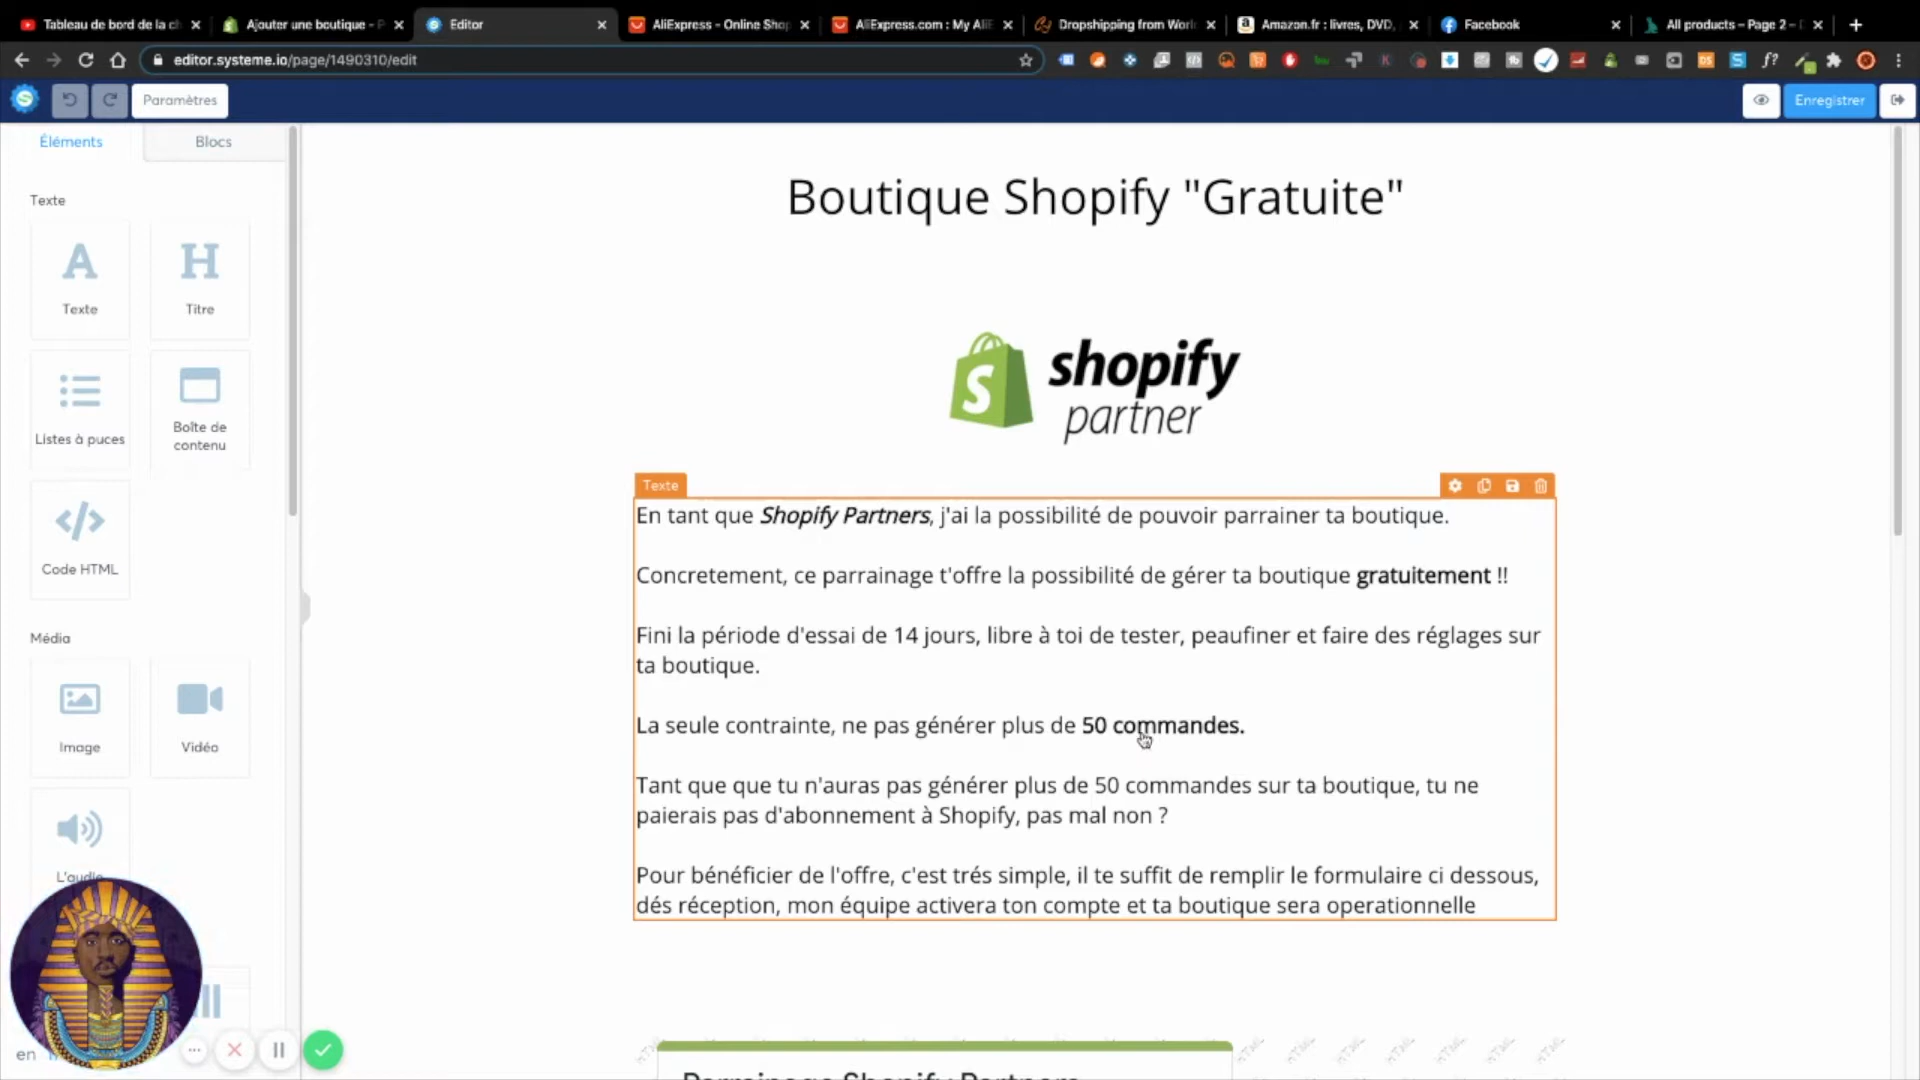 Tableau de bord de la ch
Ajouter une boutique - P
Editor
AliExpress - Online Shop
AliExpress.com : My AliE
Dropshipping from Worl
Amazon.fr : livres, DVD,
Facebook
All products – Page 2 –
editor.systeme.io/page/1490310/edit
Paramètres
Enregistrer
Éléments
Blocs
Boutique Shopify "Gratuite"
Texte
A
H
Texte
Titre
shopify
partner
Listes à puces
Boîte de
contenu
Texte
En tant que Shopify Partners, j'ai la possibilité de pouvoir parrainer ta boutique.
Concretement, ce parrainage t'offre la possibilité de gérer ta boutique gratuitement !!
Code HTML
Fini la période d'essai de 14 jours, libre à toi de tester, peaufiner et faire des réglages sur
ta boutique.
Média
La seule contrainte, ne pas générer plus de 50 commandes.
Image
Vidéo
Tant que que tu n'auras pas générer plus de 50 commandes sur ta boutique, tu ne
paierais pas d'abonnement à Shopify, pas mal non ?
L'audio
Pour bénéficier de l'offre, c'est trés simple, il te suffit de remplir le formulaire ci dessous,
dés réception, mon équipe activera ton compte et ta boutique sera operationnelle
en
Parrainage Shopify Partners